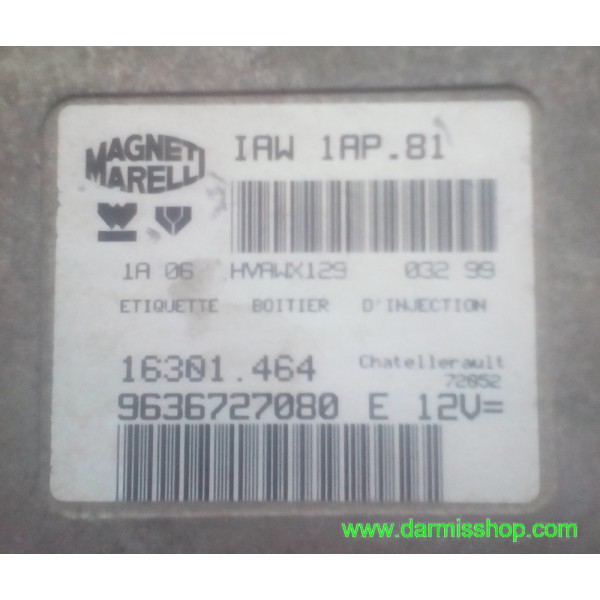 MAGNETI
MARELLI
IAW 1AP.81
1A 06 HVAWX129 032 99
ETIQUETTE BOITIER D'INJECTION
16301.464 Chatellerault
72052
9636727080 E 12V=
www.darmisshop.com